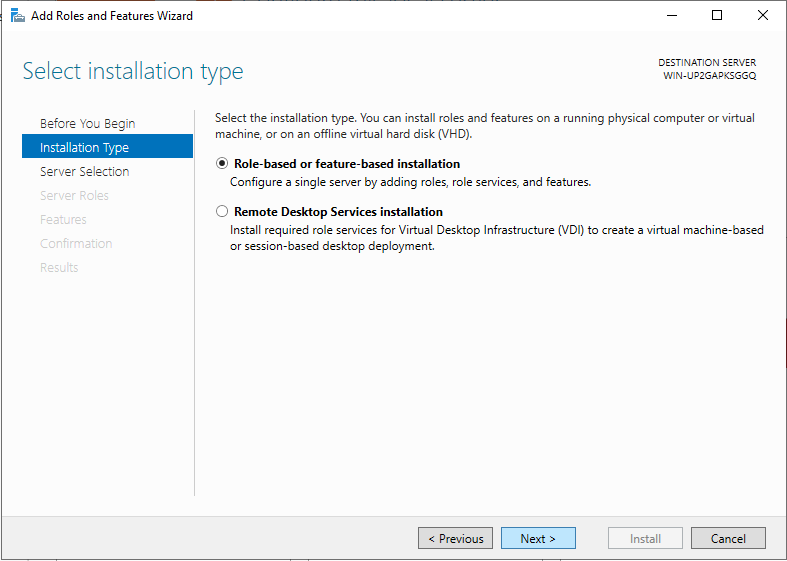 Add Roles and Features Wizard
Select installation type
DESTINATION SERVER
WIN-UP2GAPKSGGQ
Before You Begin
Installation Type
Server Selection
Server Roles
Features
Confirmation
Results
Select the installation type. You can install roles and features on a running physical computer or virtual
machine, or on an offline virtual hard disk (VHD).
Role-based or feature-based installation
Configure a single server by adding roles, role services, and features.
Remote Desktop Services installation
Install required role services for Virtual Desktop Infrastructure (VDI) to create a virtual machine-based
or session-based desktop deployment.
< Previous
Next >
Install
Cancel